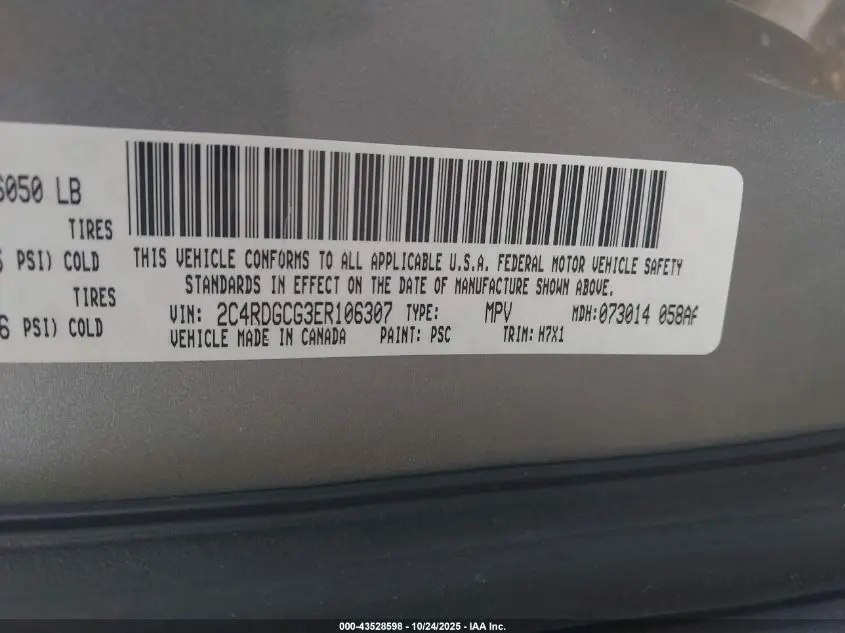 6050 LB
TIRES
PSI) COLD
TIRES
6 PSI) COLD
THIS VEHICLE CONFORMS TO ALL APPLICABLE U.S.A. FEDERAL MOTOR VEHICLE SAFETY
STANDARDS IN EFFECT ON THE DATE OF MANUFACTURE SHOWN ABOVE.
VIN: 2C4RDGCG3ER106307 TYPE: MPV MDH:073014 058AA
VEHICLE MADE IN CANADA PAINT: PSC TRIM: H7X1
000-43528598 - 10/24/2025 - IAA Inc.